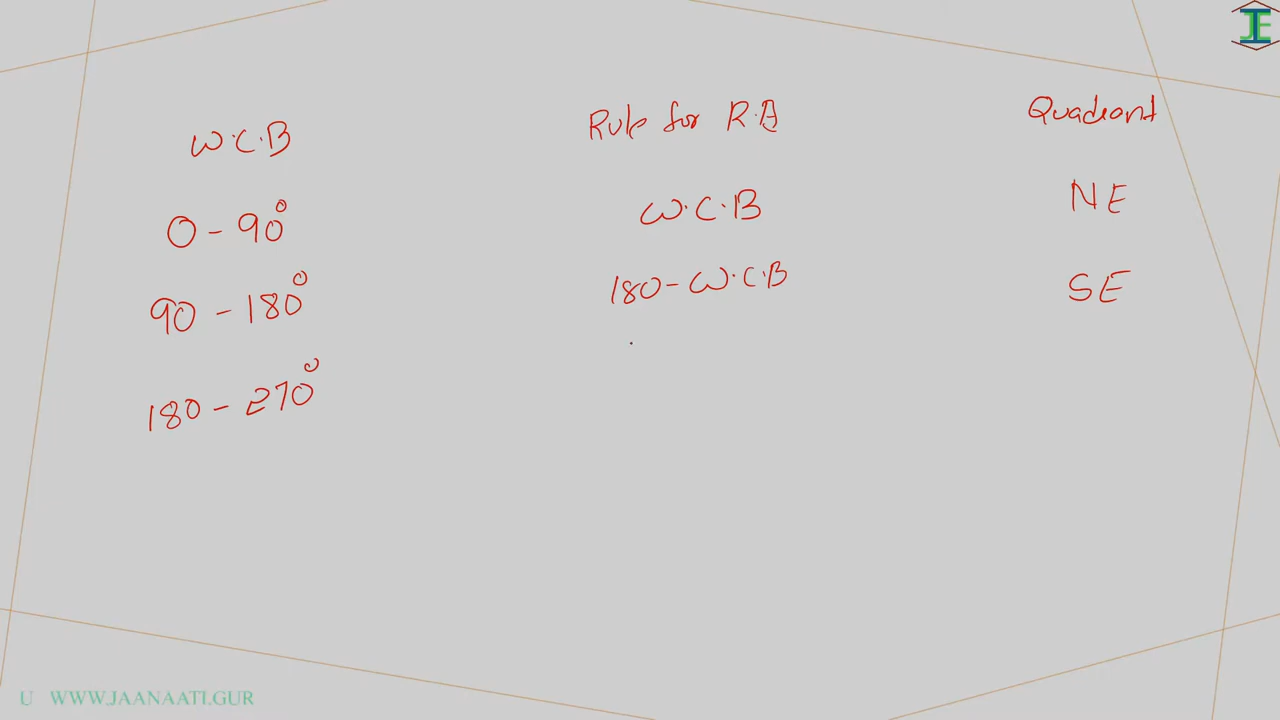 W.C.B Rule for R.B Quadrant
0 - 90° W.C.B NE
90 - 180° 180 - W.C.B SE
180 - 270°
U WWW.JAANAATI.GUR